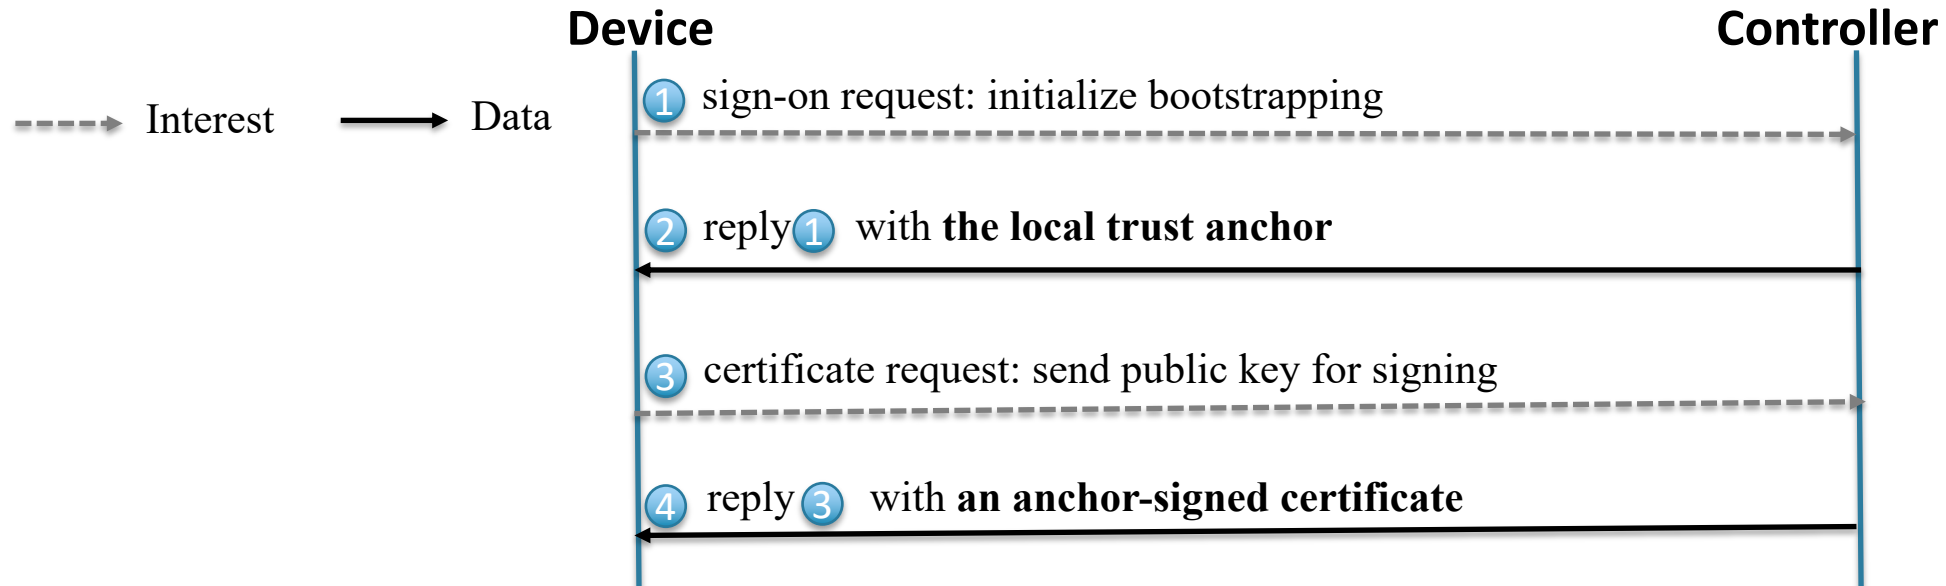 Device Controller
Interest Data
1 sign-on request: initialize bootstrapping
2 reply 1 with the local trust anchor
3 certificate request: send public key for signing
4 reply 3 with an anchor-signed certificate